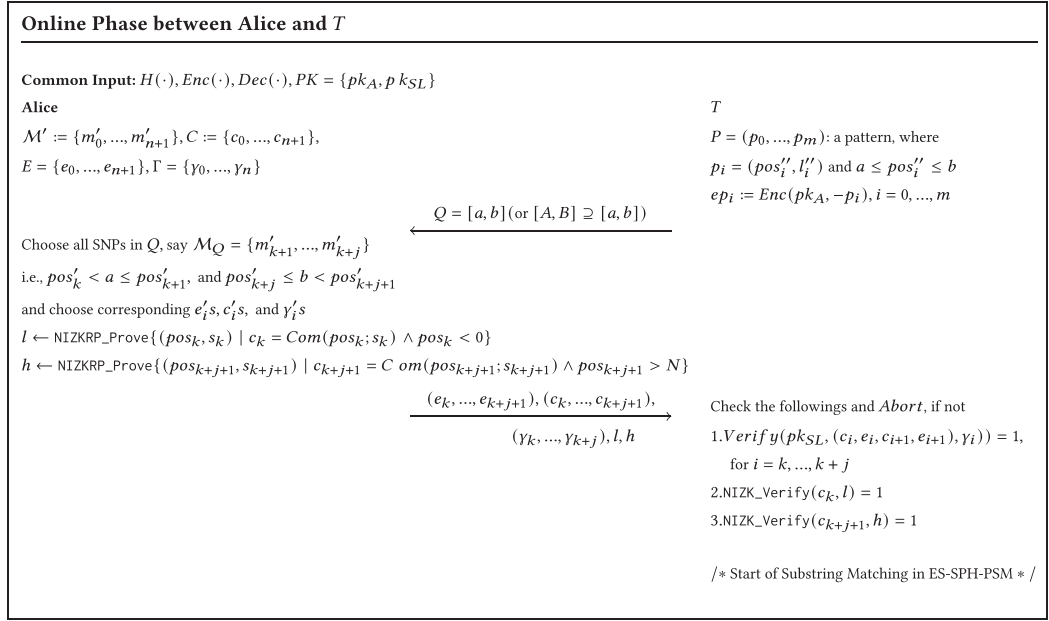 Online Phase between Alice and T
Common Input: H(·), Enc(·), Dec(·), PK = {pk_A, p k_SL}
Alice
T
M′ := {m′_0, ..., m′_{n+1}}, C := {c_0, ..., c_{n+1}},
P = (p_0, ..., p_m): a pattern, where
E = {e_0, ..., e_{n+1}}, Γ = {γ_0, ..., γ_n}
p_i = (pos″_i, l″_i) and a ≤ pos″_i ≤ b
ep_i := Enc(pk_A, −p_i), i = 0, ..., m
Q = [a, b](or [A, B] ⊇ [a, b])
Choose all SNPs in Q, say M_Q = {m′_{k+1}, ..., m′_{k+j}}
i.e., pos′_k < a ≤ pos′_{k+1}, and pos′_{k+j} ≤ b < pos′_{k+j+1}
and choose corresponding e′_i s, c′_i s, and γ′_i s
l ← NIZKRP_Prove{(pos_k, s_k) | c_k = Com(pos_k; s_k) ∧ pos_k < 0}
h ← NIZKRP_Prove{(pos_{k+j+1}, s_{k+j+1}) | c_{k+j+1} = C om(pos_{k+j+1}; s_{k+j+1}) ∧ pos_{k+j+1} > N}
(e_k, ..., e_{k+j+1}), (c_k, ..., c_{k+j+1}),
(γ_k, ..., γ_{k+j}), l, h
Check the followings and Abort, if not
1.Verify(pk_SL, (c_i, e_i, c_{i+1}, e_{i+1}), γ_i)) = 1,
for i = k, ..., k + j
2.NIZK_Verify(c_k, l) = 1
3.NIZK_Verify(c_{k+j+1}, h) = 1
/∗ Start of Substring Matching in ES-SPH-PSM ∗ /